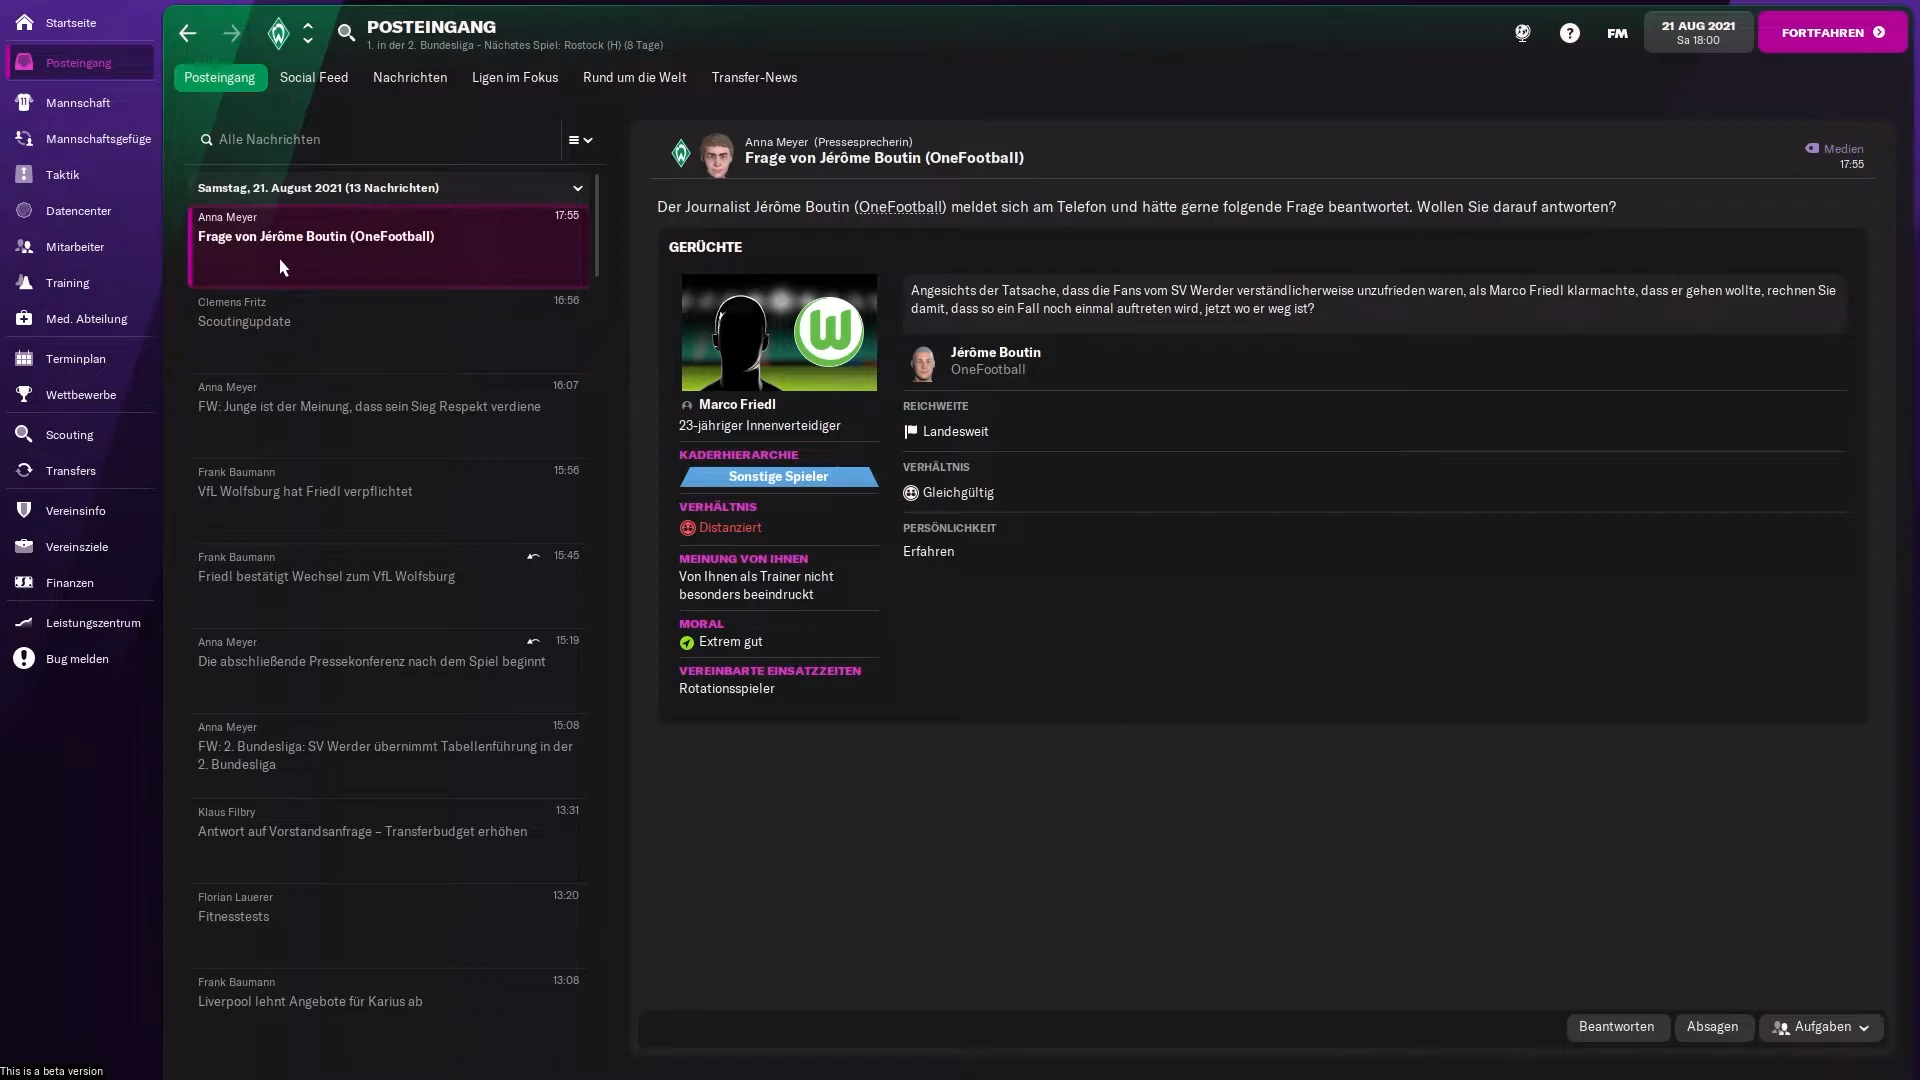 Startseite
Posteingang
Mannschaft
Mannschaftsgefüge
Taktik
Datencenter
Mitarbeiter
Training
Med. Abteilung
Terminplan
Wettbewerbe
Scouting
Transfers
Vereinsinfo
Vereinsziele
Finanzen
Leistungszentrum
Bug melden
This is a beta version
POSTEINGANG
1. in der 2. Bundesliga - Nächstes Spiel: Rostock (H) (8 Tage)
FM
21 AUG 2021
Sa 18:00
FORTFAHREN
Posteingang Social Feed Nachrichten Ligen im Fokus Rund um die Welt Transfer-News
Alle Nachrichten
Samstag, 21. August 2021 (13 Nachrichten)
Anna Meyer 17:55
Frage von Jérôme Boutin (OneFootball)
Clemens Fritz 16:56
Scoutingupdate
Anna Meyer 16:07
FW: Junge ist der Meinung, dass sein Sieg Respekt verdiene
Frank Baumann 15:56
VfL Wolfsburg hat Friedl verpflichtet
Frank Baumann 15:45
Friedl bestätigt Wechsel zum VfL Wolfsburg
Anna Meyer 15:19
Die abschließende Pressekonferenz nach dem Spiel beginnt
Anna Meyer 15:08
FW: 2. Bundesliga: SV Werder übernimmt Tabellenführung in der
2. Bundesliga
Klaus Filbry 13:31
Antwort auf Vorstandsanfrage – Transferbudget erhöhen
Florian Lauerer 13:20
Fitnesstests
Frank Baumann 13:08
Liverpool lehnt Angebote für Karius ab
Anna Meyer (Pressesprecherin)
Frage von Jérôme Boutin (OneFootball)
Medien
17:55
Der Journalist Jérôme Boutin (OneFootball) meldet sich am Telefon und hätte gerne folgende Frage beantwortet. Wollen Sie darauf antworten?
GERÜCHTE
Marco Friedl
23-jähriger Innenverteidiger
KADERHIERARCHIE
Sonstige Spieler
VERHÄLTNIS
Distanziert
MEINUNG VON IHNEN
Von Ihnen als Trainer nicht
besonders beeindruckt
MORAL
Extrem gut
VEREINBARTE EINSATZZEITEN
Rotationsspieler
Angesichts der Tatsache, dass die Fans vom SV Werder verständlicherweise unzufrieden waren, als Marco Friedl klarmachte, dass er gehen wollte, rechnen Sie
damit, dass so ein Fall noch einmal auftreten wird, jetzt wo er weg ist?
Jérôme Boutin
OneFootball
REICHWEITE
Landesweit
VERHÄLTNIS
Gleichgültig
PERSÖNLICHKEIT
Erfahren
Beantworten Absagen Aufgaben